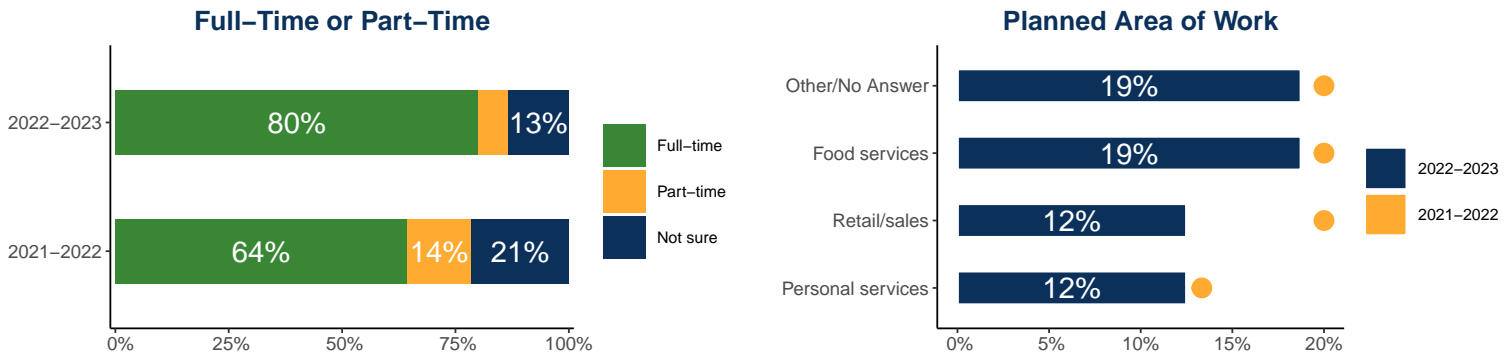 Full−Time or Part−Time
2022−2023
80%
13%
2021−2022
64%
14%
21%
0%
25%
50%
75%
100%
Full−time
Part−time
Not sure
Planned Area of Work
Other/No Answer
19%
Food services
19%
Retail/sales
12%
Personal services
12%
0%
5%
10%
15%
20%
2022−2023
2021−2022